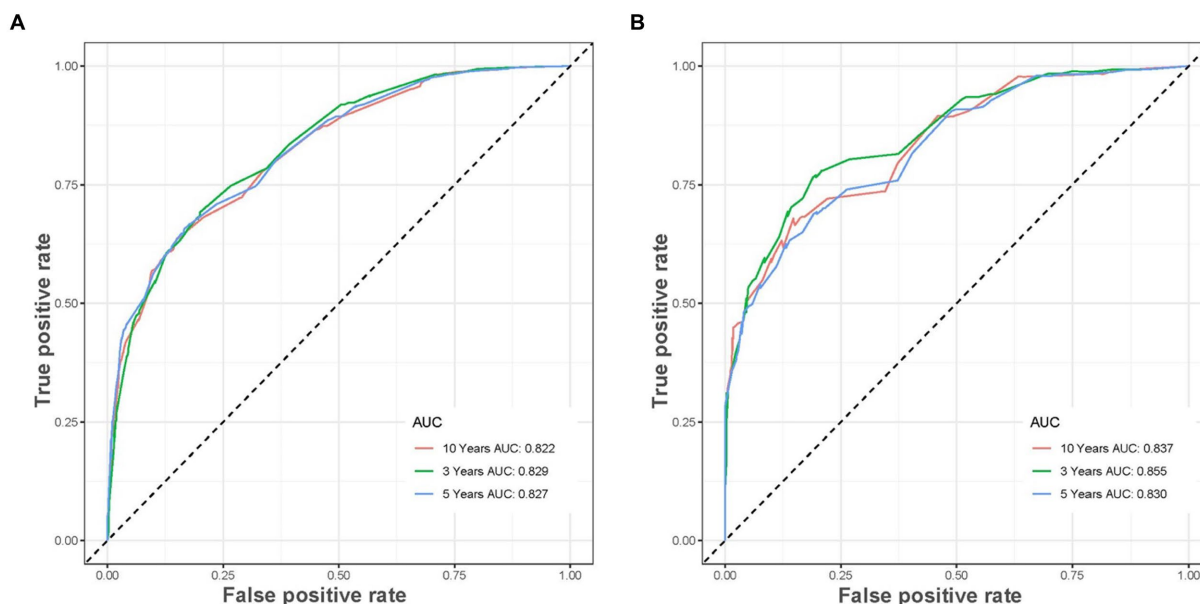 A
True positive rate
1.00
0.75
0.50
0.25
0.00
AUC
10 Years AUC: 0.822
3 Years AUC: 0.829
5 Years AUC: 0.827
0.00 0.25 0.50 0.75 1.00
False positive rate
B
True positive rate
1.00
0.75
0.50
0.25
0.00
AUC
10 Years AUC: 0.837
3 Years AUC: 0.855
5 Years AUC: 0.830
0.00 0.25 0.50 0.75 1.00
False positive rate